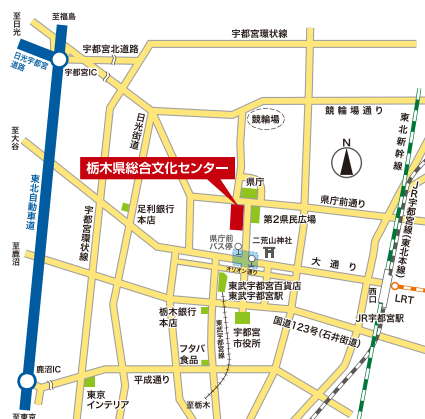 至福島
至日光
宇都宮環状線
宇都宮北道路
日光宇都宮
道路
宇都宮IC
日光街道
競輪場
競輪場通り
東北新幹線
N
至大谷
栃木県総合文化センター
県庁
県庁前通り
JR宇都宮線(東北本線)
東北自動車道
宇都宮環状線
足利銀行
本店
第2県民広場
県庁前
バス停
二荒山神社
至鹿沼
大通り
オリオン通り
東武宇都宮百貨店
東武宇都宮駅
西口
LRT
JR宇都宮駅
栃木銀行
本店
東武宇都宮線
宇都宮
市役所
国道123号(石井街道)
フタバ
食品
鹿沼IC
平成通り
東京
インテリア
至栃木
至東京